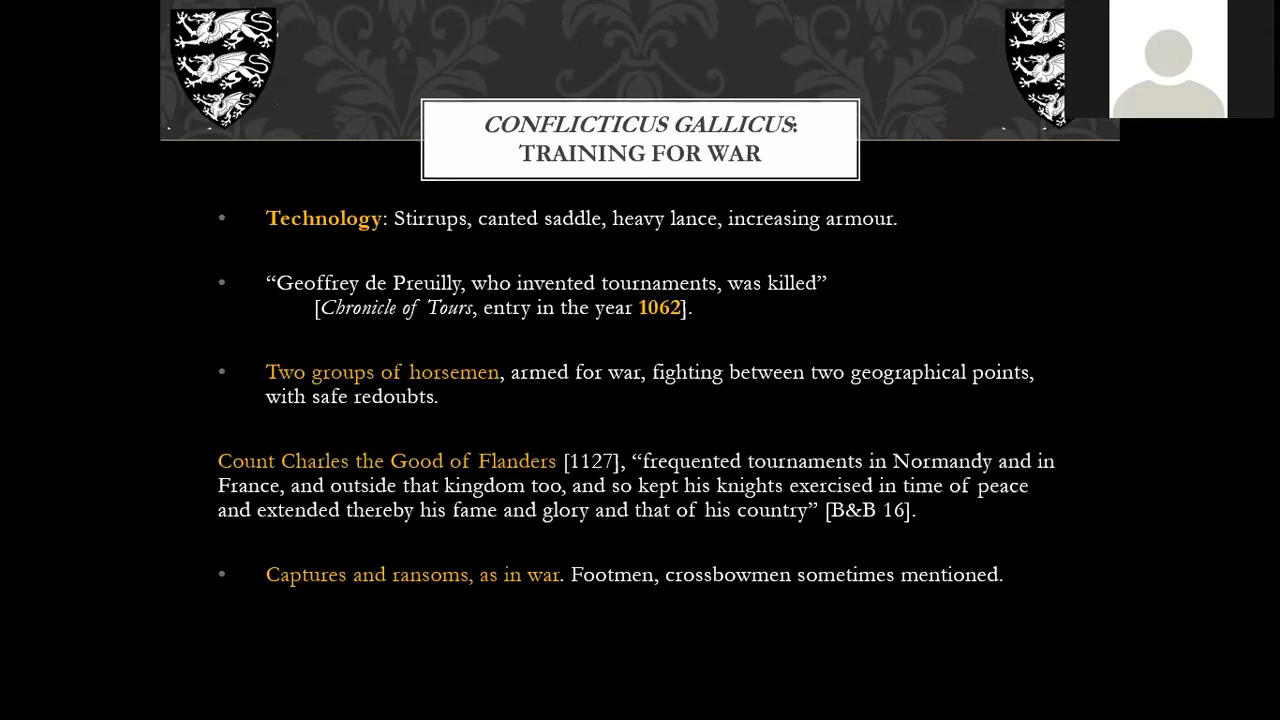 CONFLICTICUS GALLICUS:
TRAINING FOR WAR
• Technology: Stirrups, canted saddle, heavy lance, increasing armour.
• “Geoffrey de Preuilly, who invented tournaments, was killed”
[Chronicle of Tours, entry in the year 1062].
• Two groups of horsemen, armed for war, fighting between two geographical points,
with safe redoubts.
Count Charles the Good of Flanders [1127], “frequented tournaments in Normandy and in
France, and outside that kingdom too, and so kept his knights exercised in time of peace
and extended thereby his fame and glory and that of his country” [B&B 16].
• Captures and ransoms, as in war. Footmen, crossbowmen sometimes mentioned.